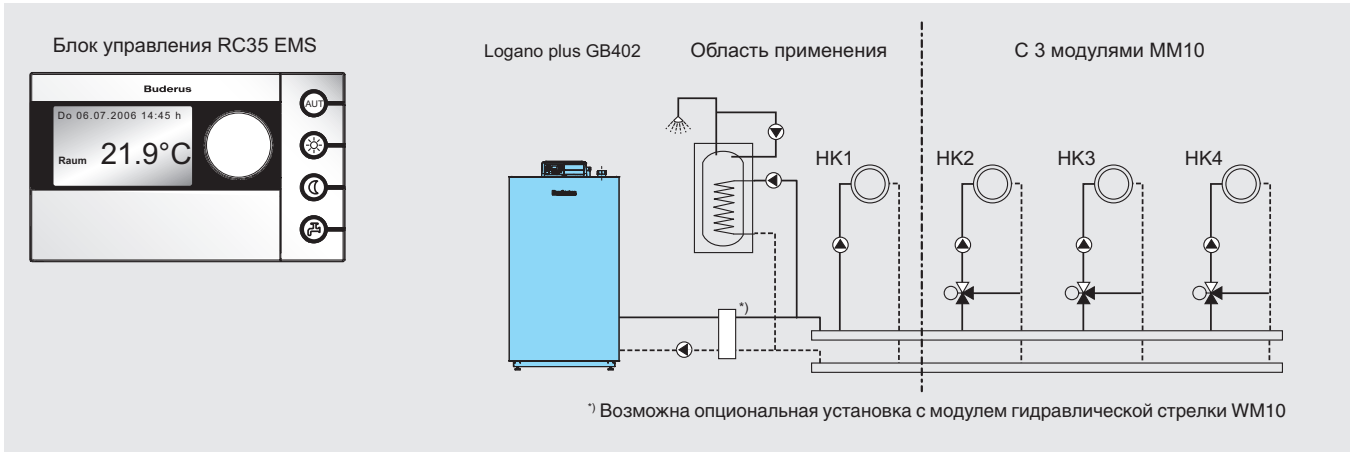 Блок управления RC35 EMS
Buderus
Do 06.07.2006 14:45 h
Raum 21.9°C
AUT
Logano plus GB402
Область применения
С 3 модулями MM10
Buderus
HK1
HK2
HK3
HK4
*)
*) Возможна опциональная установка с модулем гидравлической стрелки WM10